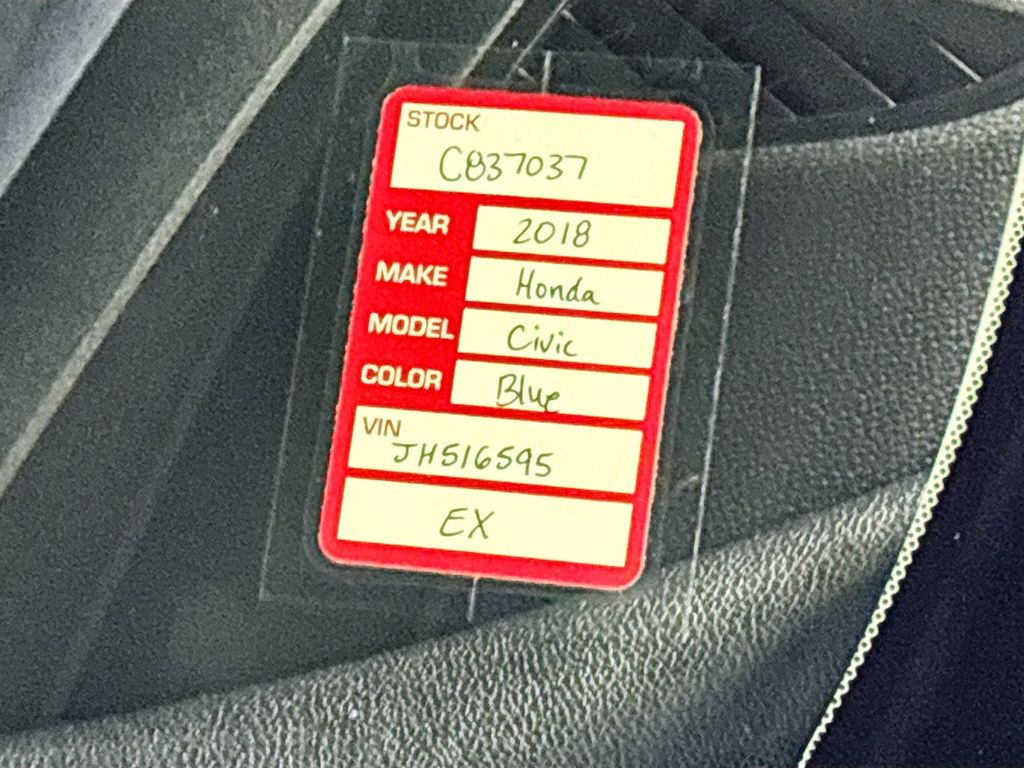 STOCK
C837037
YEAR 2018
MAKE Honda
MODEL Civic
COLOR Blue
VIN
JH516595
EX